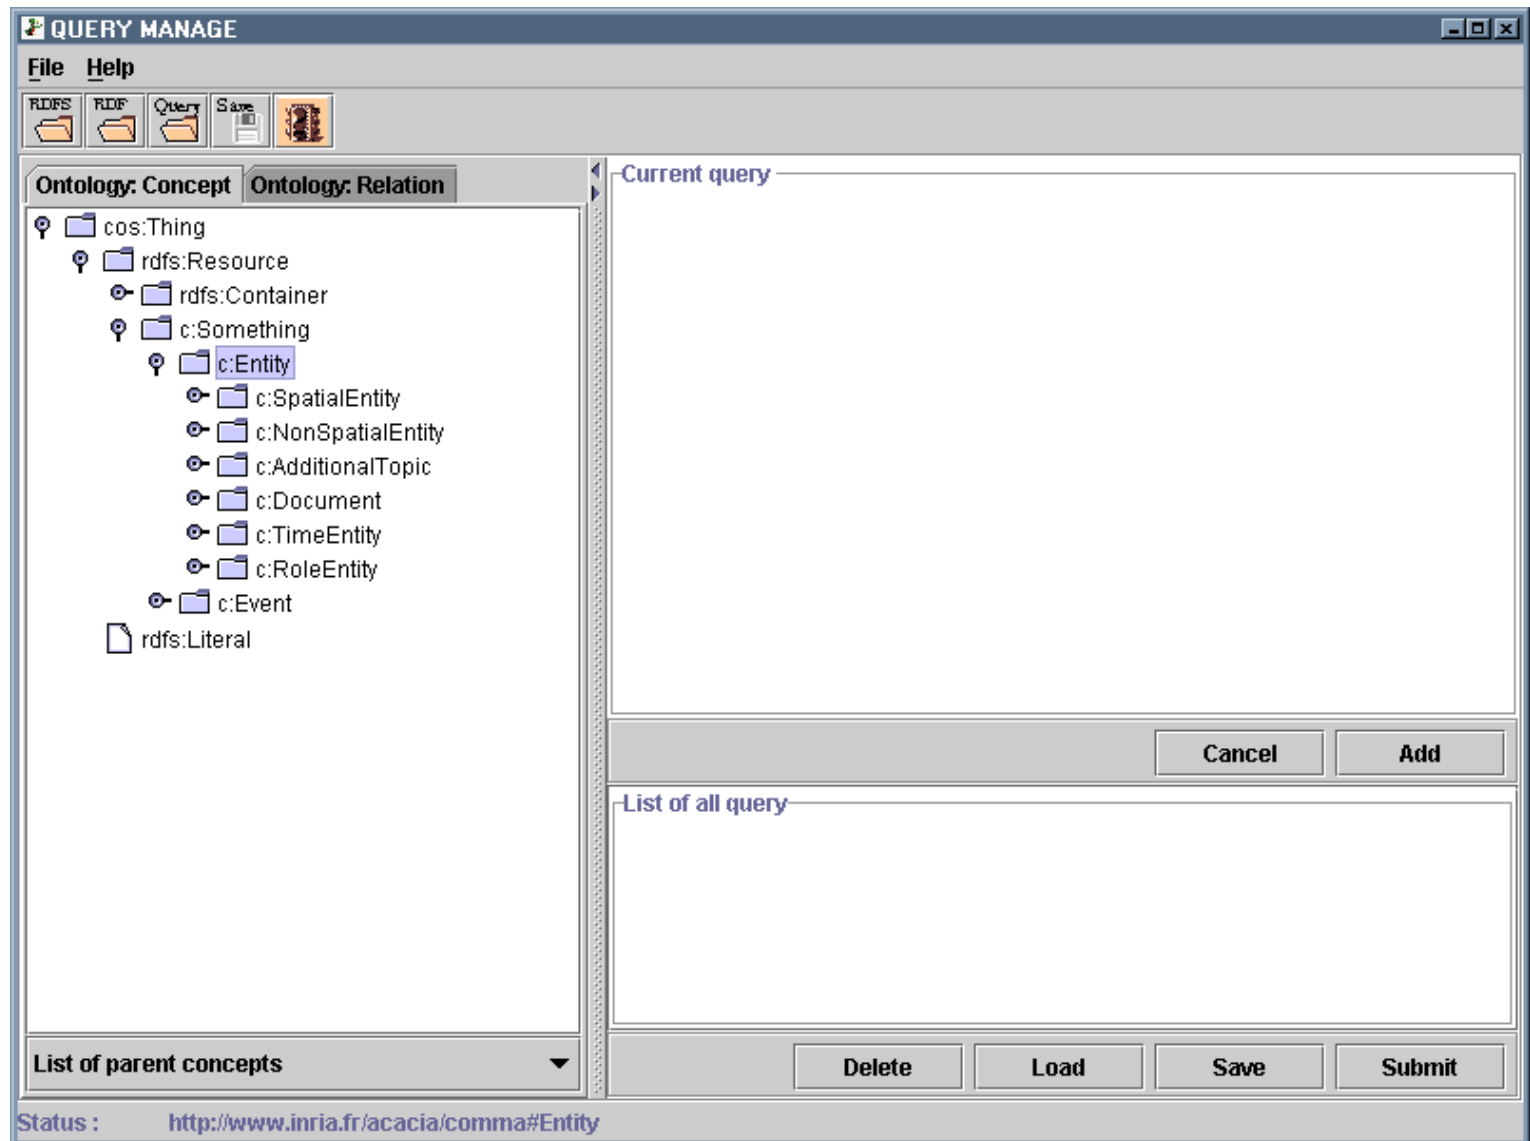 QUERY MANAGE
File Help
RDFS RDF Query Save
Ontology: Concept Ontology: Relation
cos:Thing
rdfs:Resource
rdfs:Container
c:Something
c:Entity
c:SpatialEntity
c:NonSpatialEntity
c:AdditionalTopic
c:Document
c:TimeEntity
c:RoleEntity
c:Event
rdfs:Literal
List of parent concepts
Current query
Cancel Add
List of all query
Delete Load Save Submit
Status : http://www.inria.fr/acacia/comma#Entity